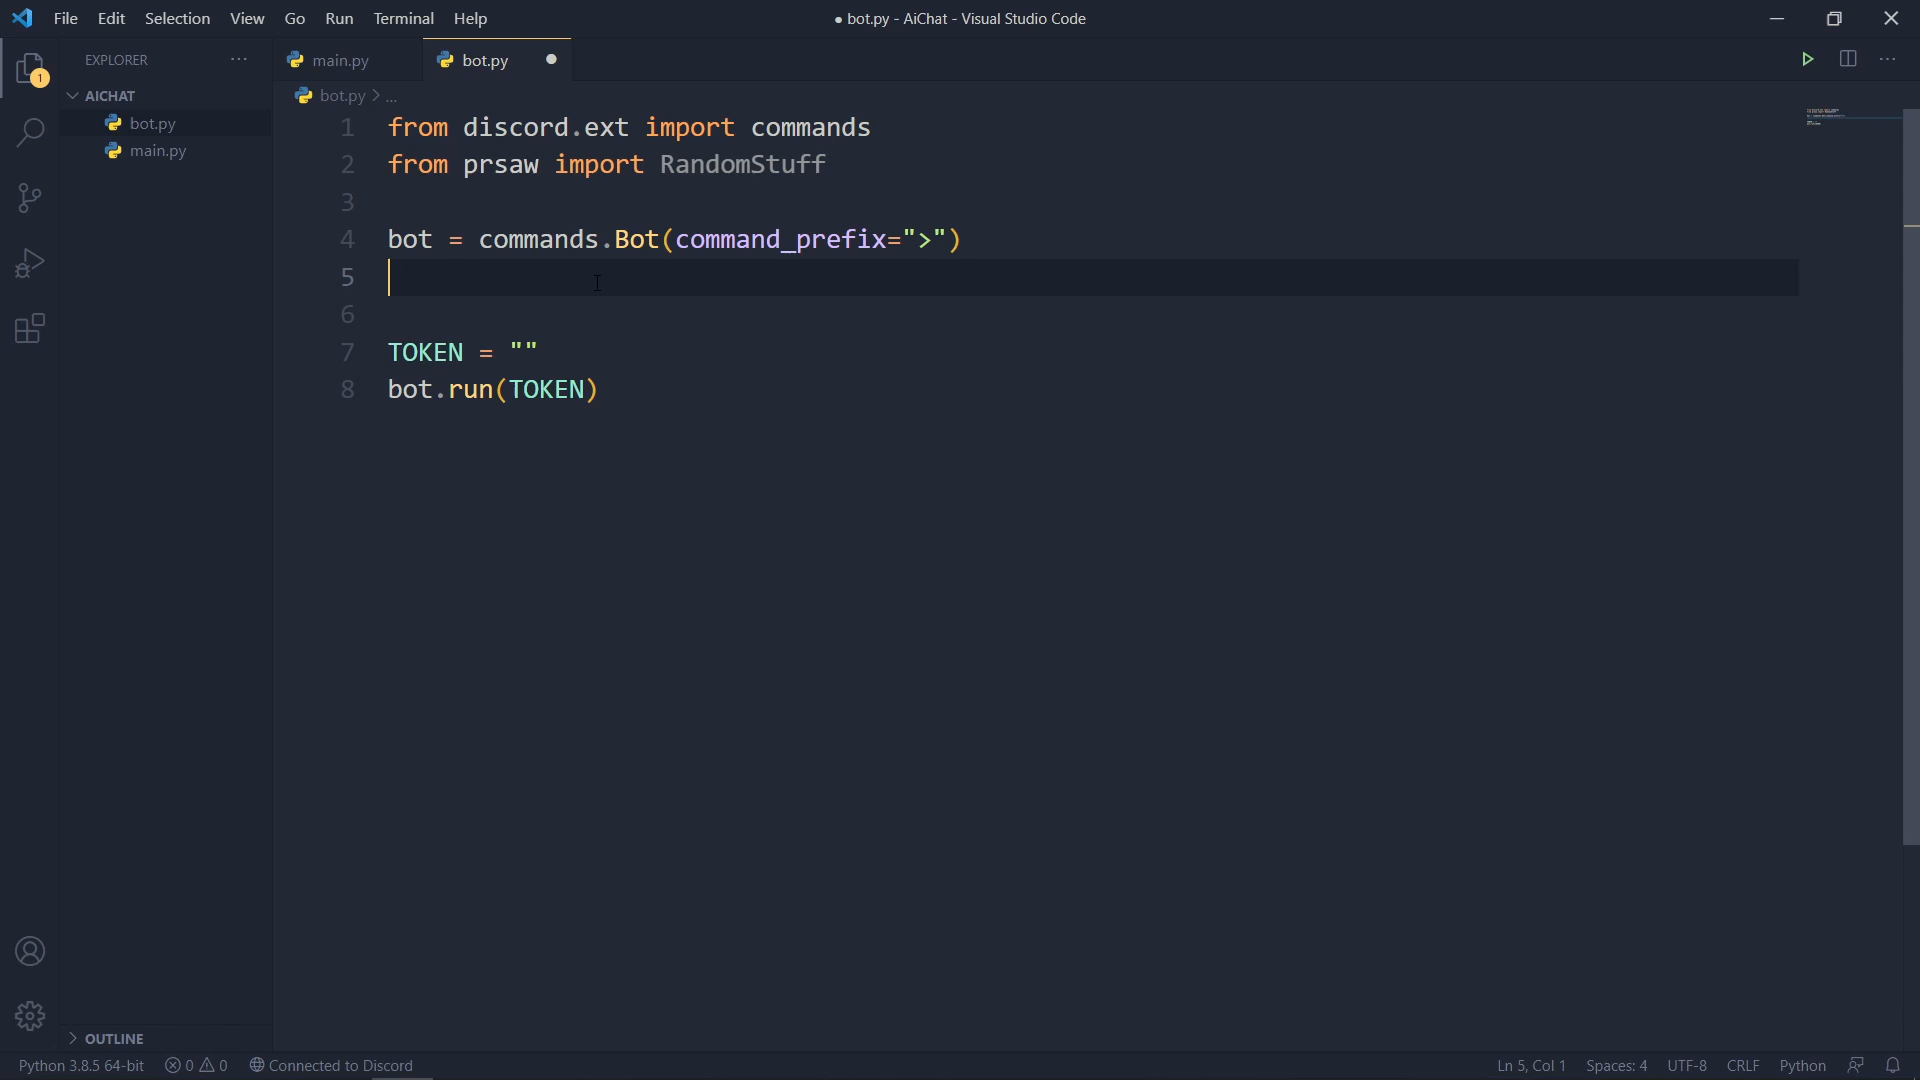 File Edit Selection View Go Run Terminal Help
● bot.py - AiChat - Visual Studio Code
EXPLORER
main.py
bot.py
1
AICHAT
bot.py
main.py
bot.py > ...
1 from discord.ext import commands
2 from prsaw import RandomStuff
3
4 bot = commands.Bot(command_prefix=">")
5
6
7 TOKEN = ""
8 bot.run(TOKEN)
OUTLINE
Python 3.8.5 64-bit 0 0 Connected to Discord Ln 5, Col 1 Spaces: 4 UTF-8 CRLF Python